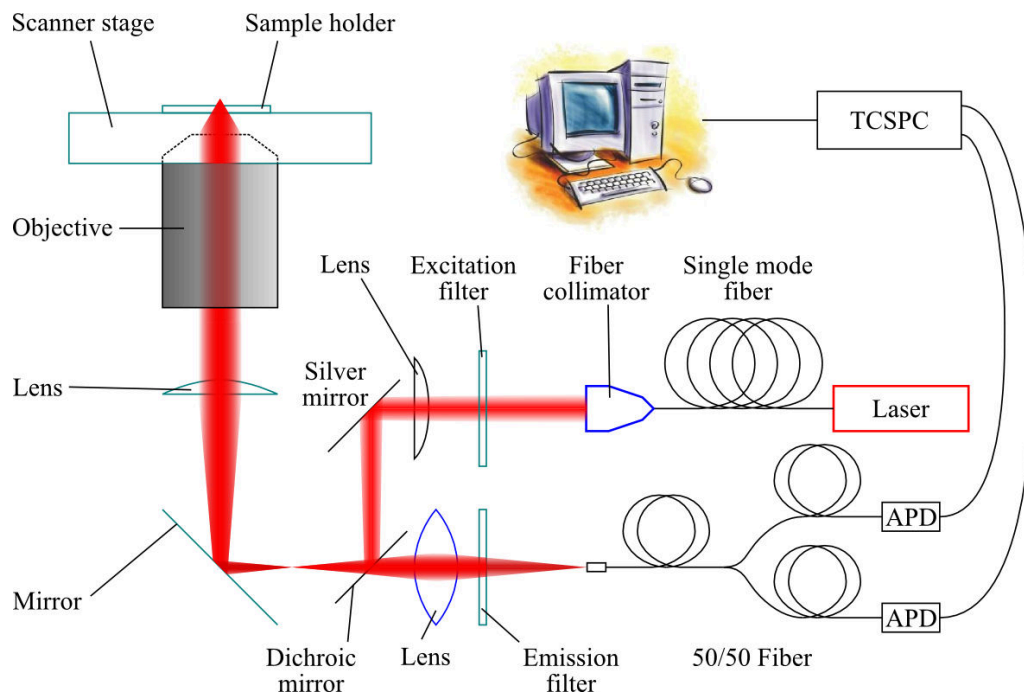 Scanner stage
Sample holder
TCSPC
Objective
Lens
Excitation
filter
Fiber
collimator
Single mode
fiber
Lens
Silver
mirror
Laser
APD
Mirror
APD
Dichroic
mirror
Lens
Emission
filter
50/50 Fiber